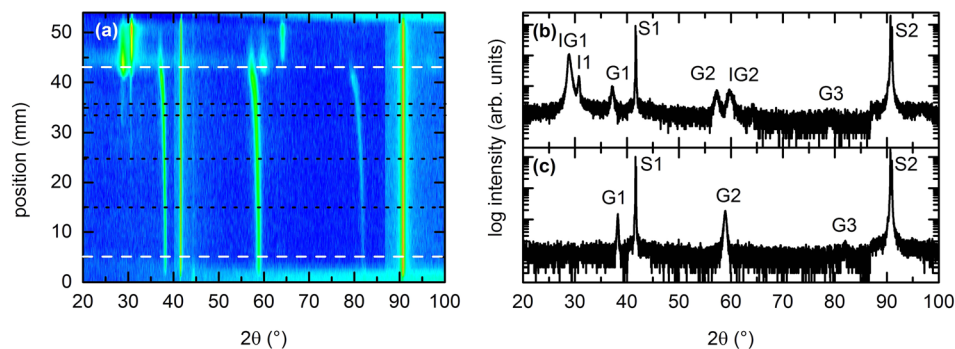 (a)
50
40
30
20
10
0
position (mm)
20 30 40 50 60 70 80 90 100
2θ (°)
(b)
IG1
I1
G1
S1
G2
IG2
G3
S2
(c)
G1
S1
G2
G3
S2
log intensity (arb. units)
20 30 40 50 60 70 80 90 100
2θ (°)